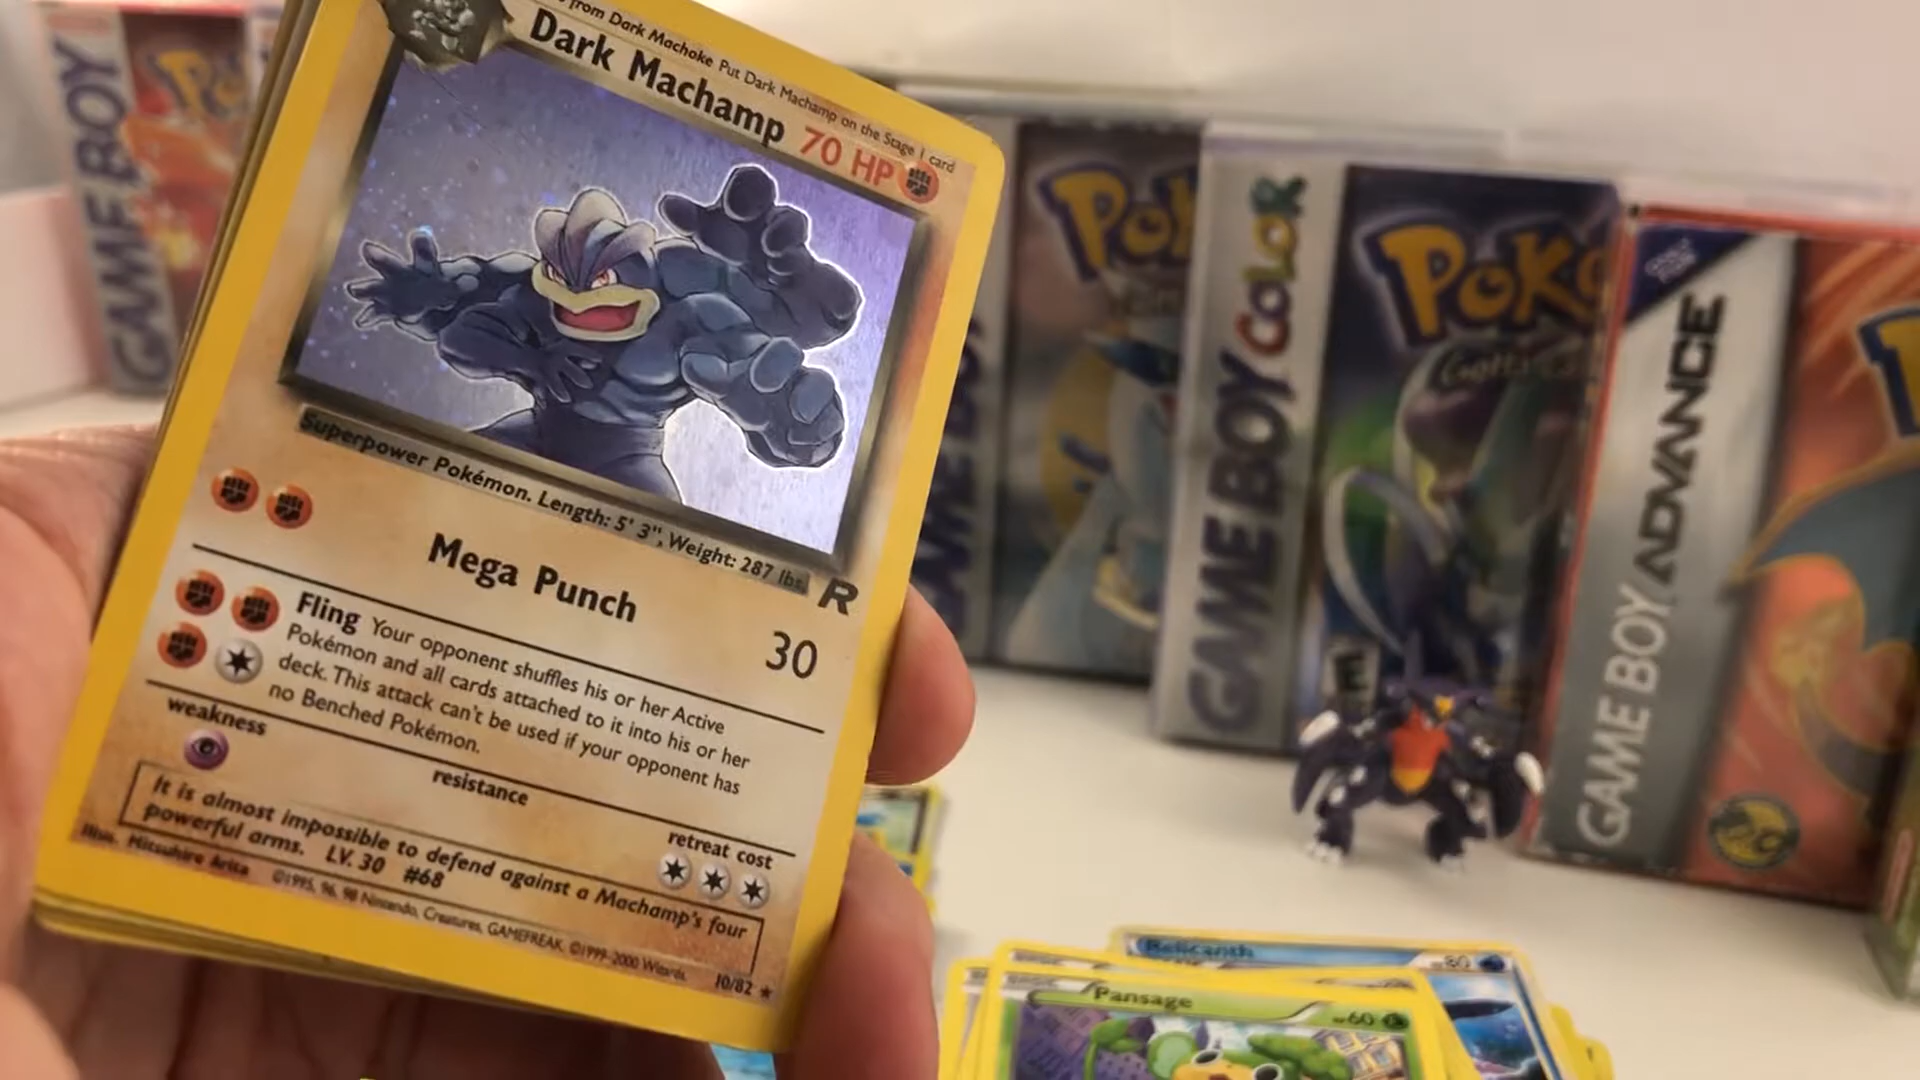 from Dark Machoke Put Dark Machamp on the Stage 1 card
Dark Machamp 70 HP
Superpower Pokémon. Length: 5' 3", Weight: 287 lbs.
R
Mega Punch 30
Fling Your opponent shuffles his or her Active
Pokémon and all cards attached to it into his or her
deck. This attack can't be used if your opponent has
no Benched Pokémon.
weakness
resistance
retreat cost
It is almost impossible to defend against a Machamp's four
powerful arms. LV. 30 #68
Illus. Mitsuhiro Arita ©1995, 96, 98 Nintendo, Creatures, GAMEFREAK. ©1999-2000 Wizards. 10/82
GAME BOY
GAME BOY COLOR
GAME BOY ADVANCE
Relicanth
80
Pansage
60